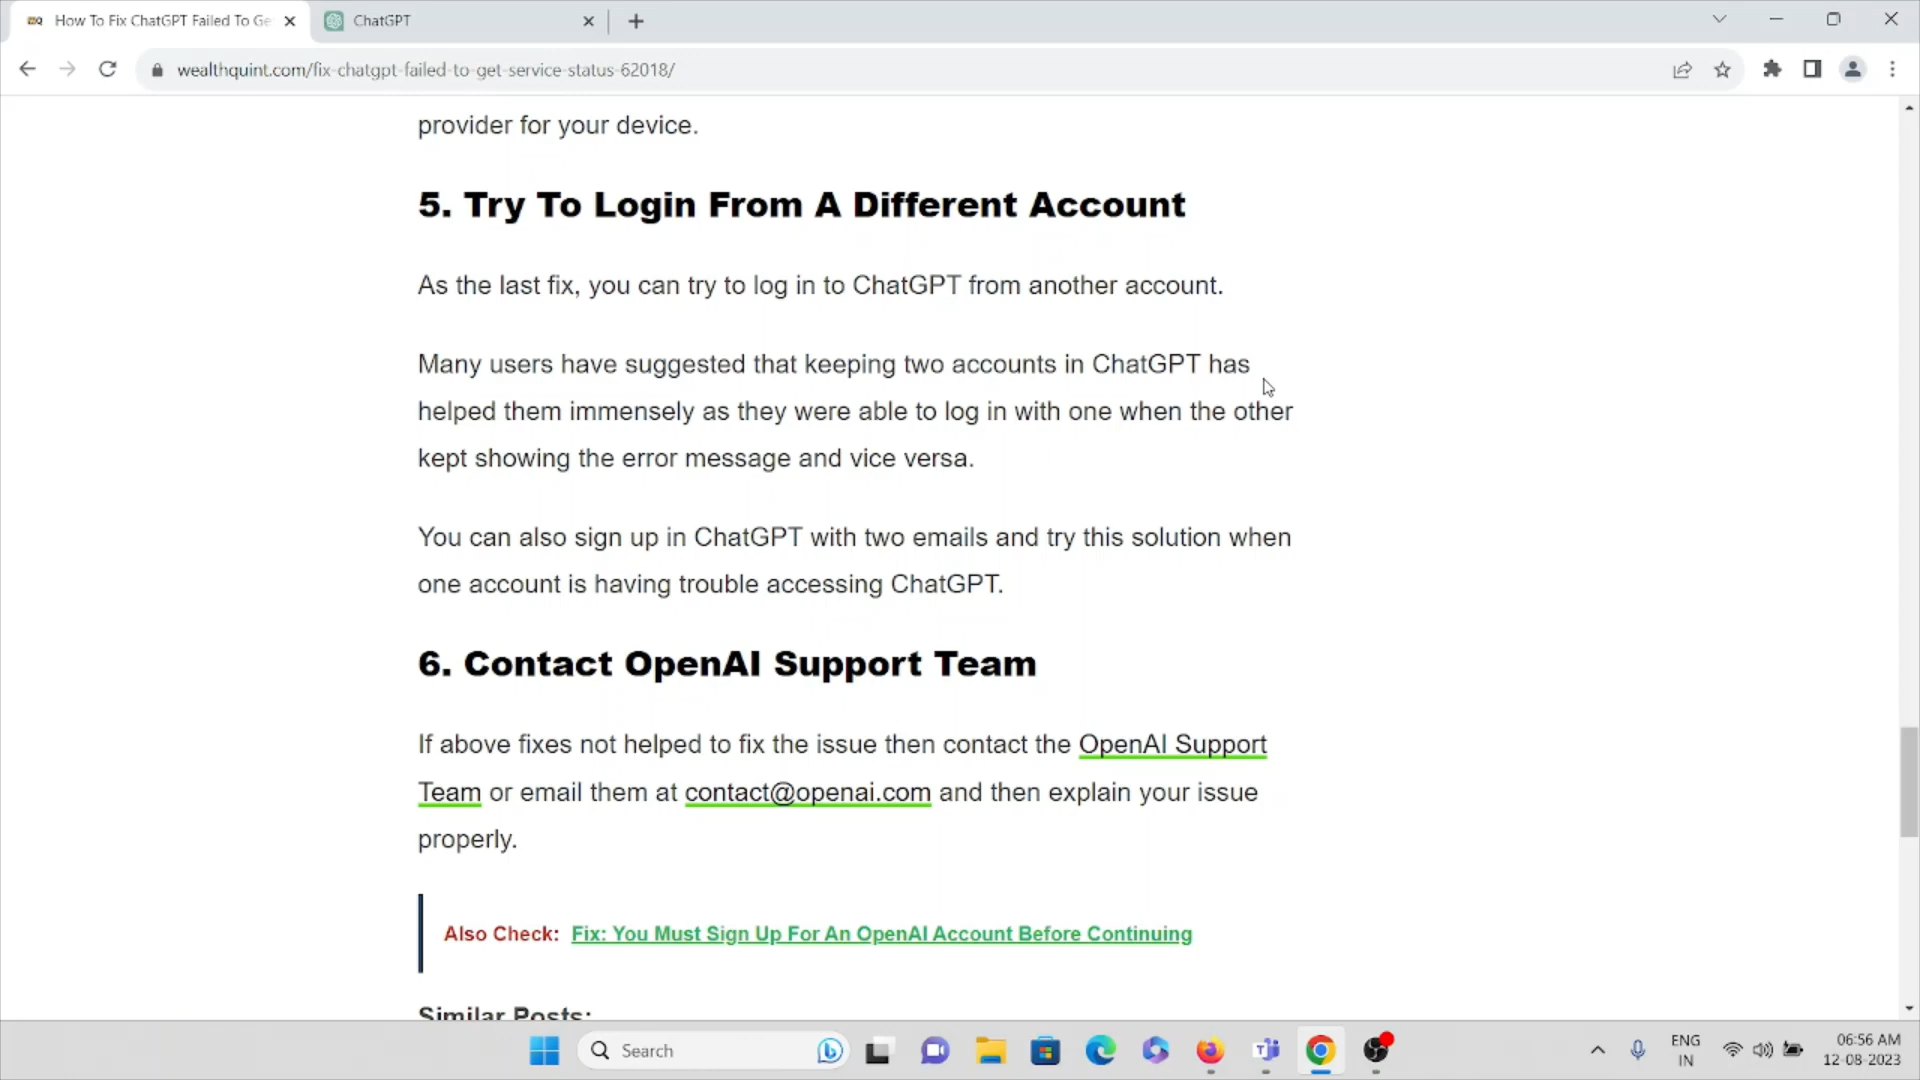 How To Fix ChatGPT Failed To Ge
ChatGPT
wealthquint.com/fix-chatgpt-failed-to-get-service-status-62018/
provider for your device.
5. Try To Login From A Different Account
As the last fix, you can try to log in to ChatGPT from another account.
Many users have suggested that keeping two accounts in ChatGPT has
helped them immensely as they were able to log in with one when the other
kept showing the error message and vice versa.
You can also sign up in ChatGPT with two emails and try this solution when
one account is having trouble accessing ChatGPT.
6. Contact OpenAI Support Team
If above fixes not helped to fix the issue then contact the OpenAI Support
Team or email them at contact@openai.com and then explain your issue
properly.
Also Check: Fix: You Must Sign Up For An OpenAI Account Before Continuing
Similar Posts:
Search
ENG
IN
06:56 AM
12-08-2023